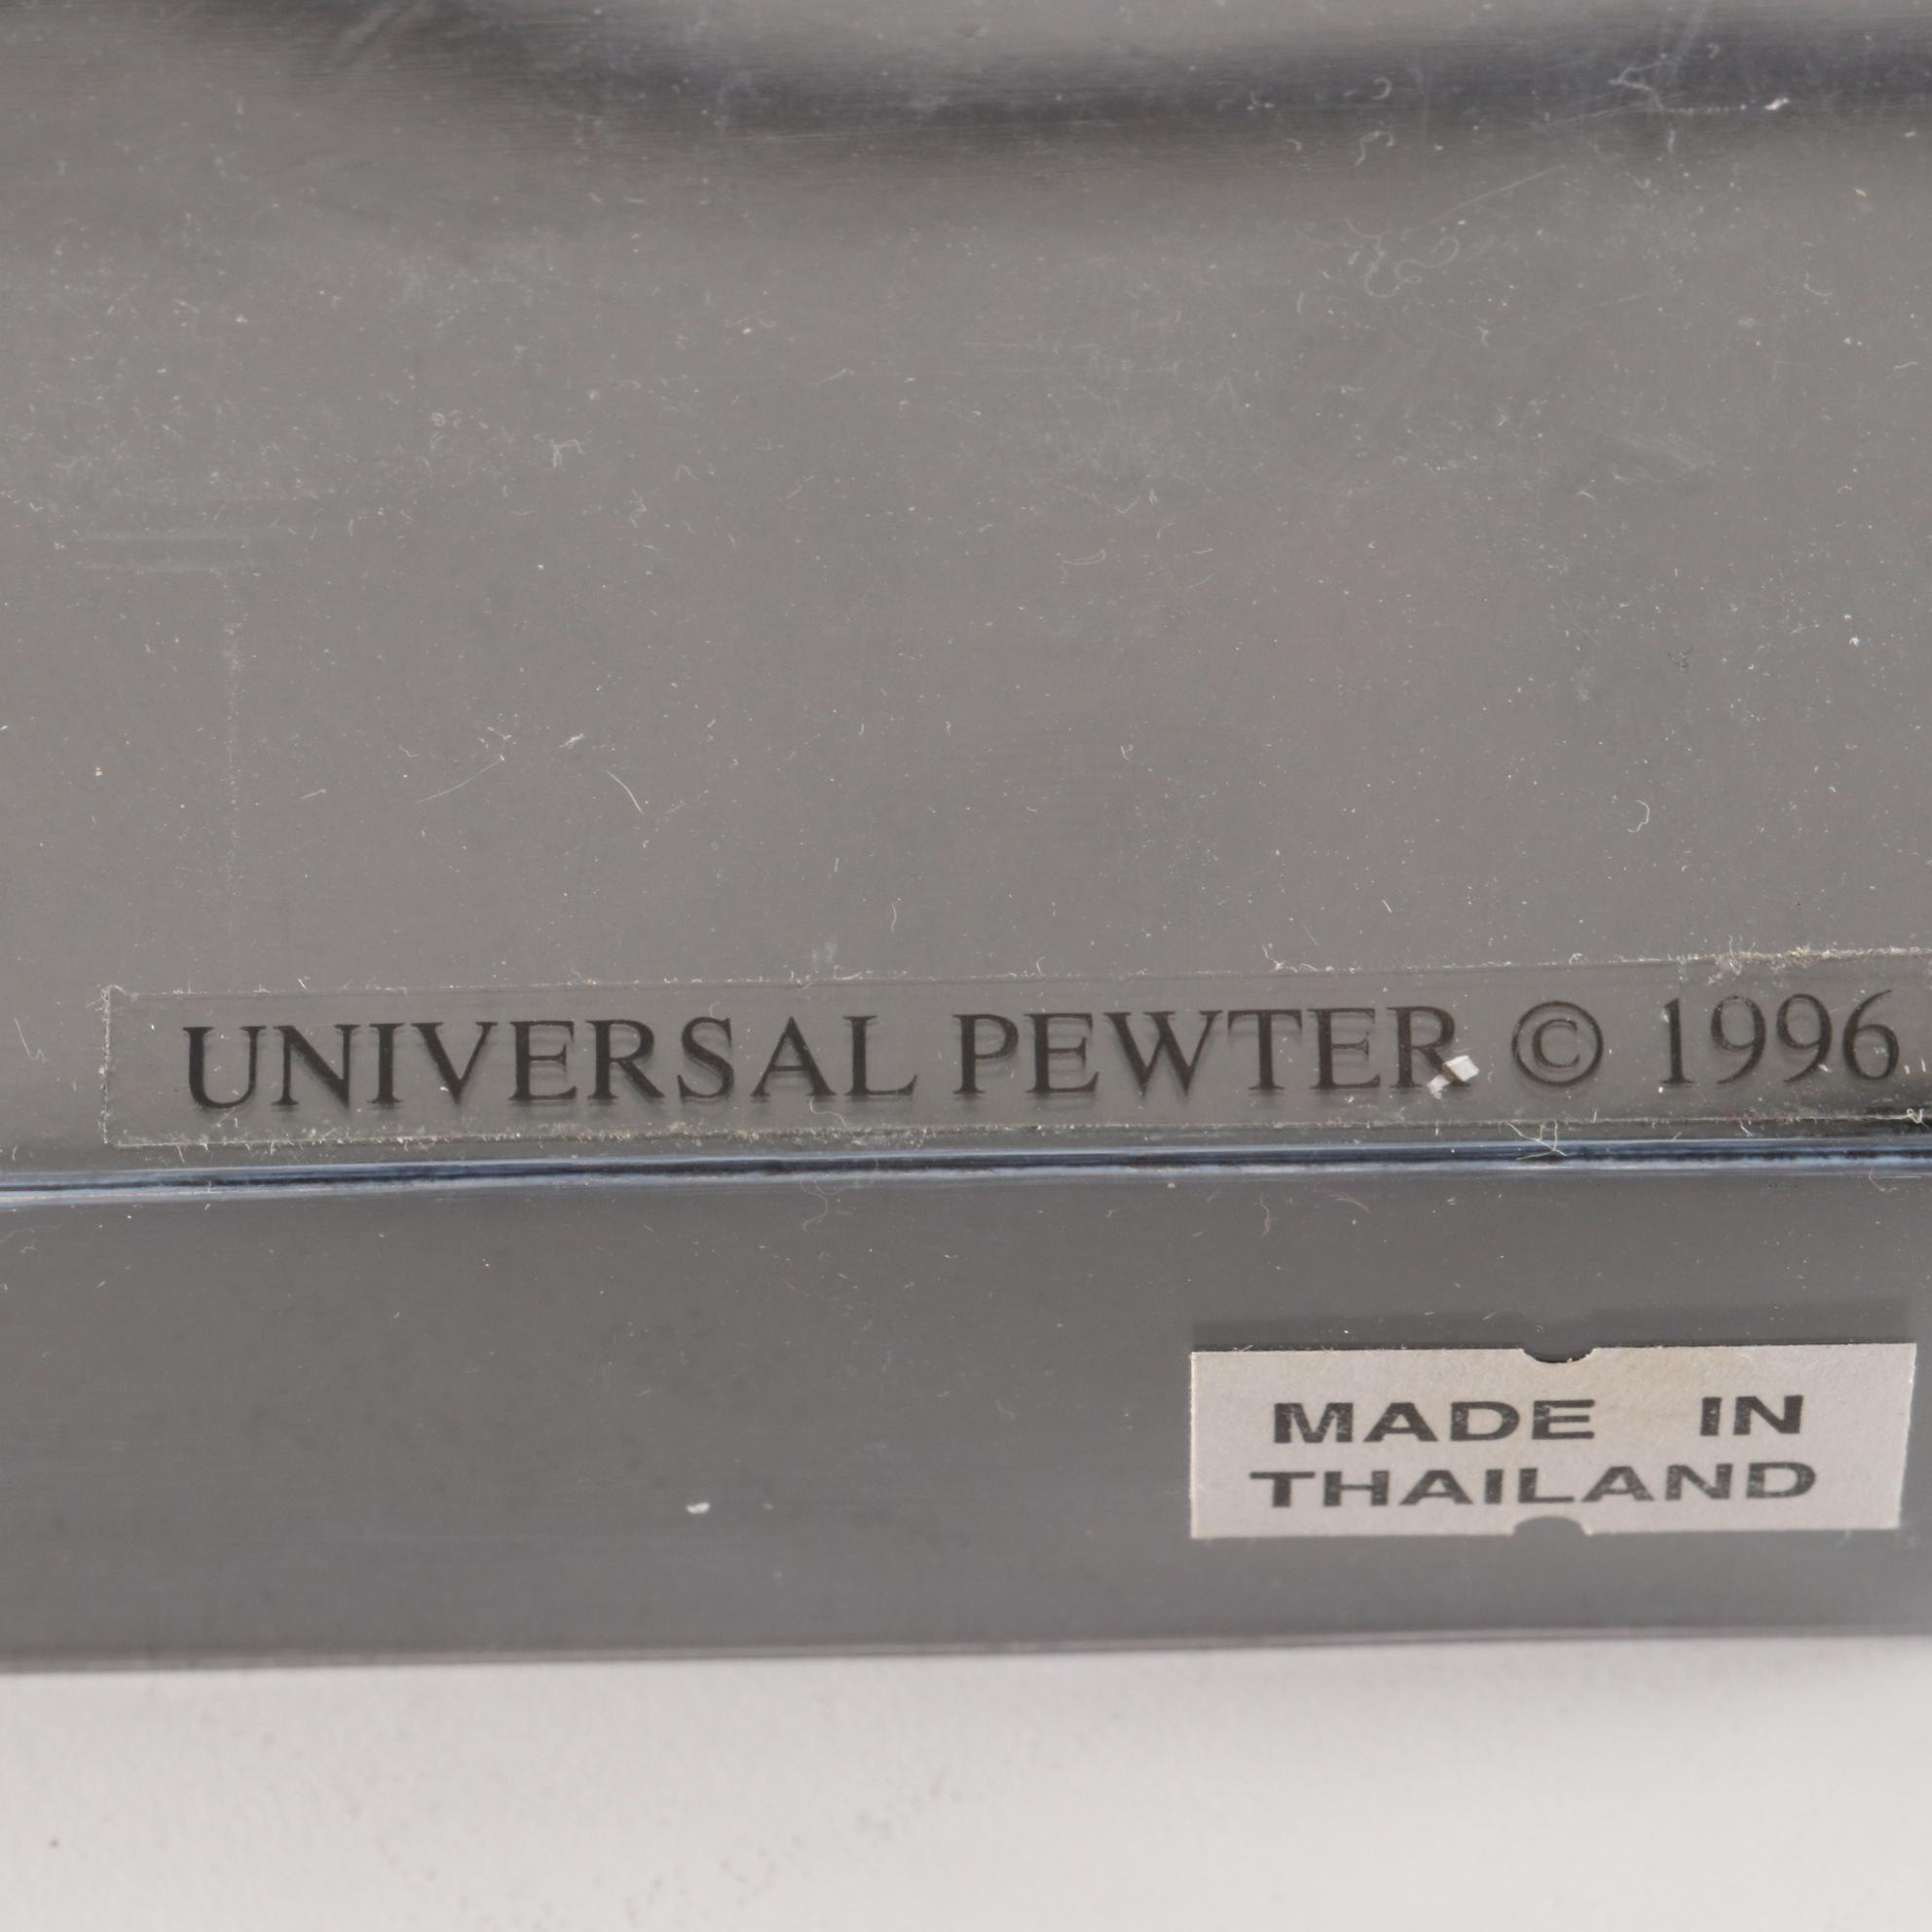 UNIVERSAL PEWTER © 1996
MADE IN
THAILAND